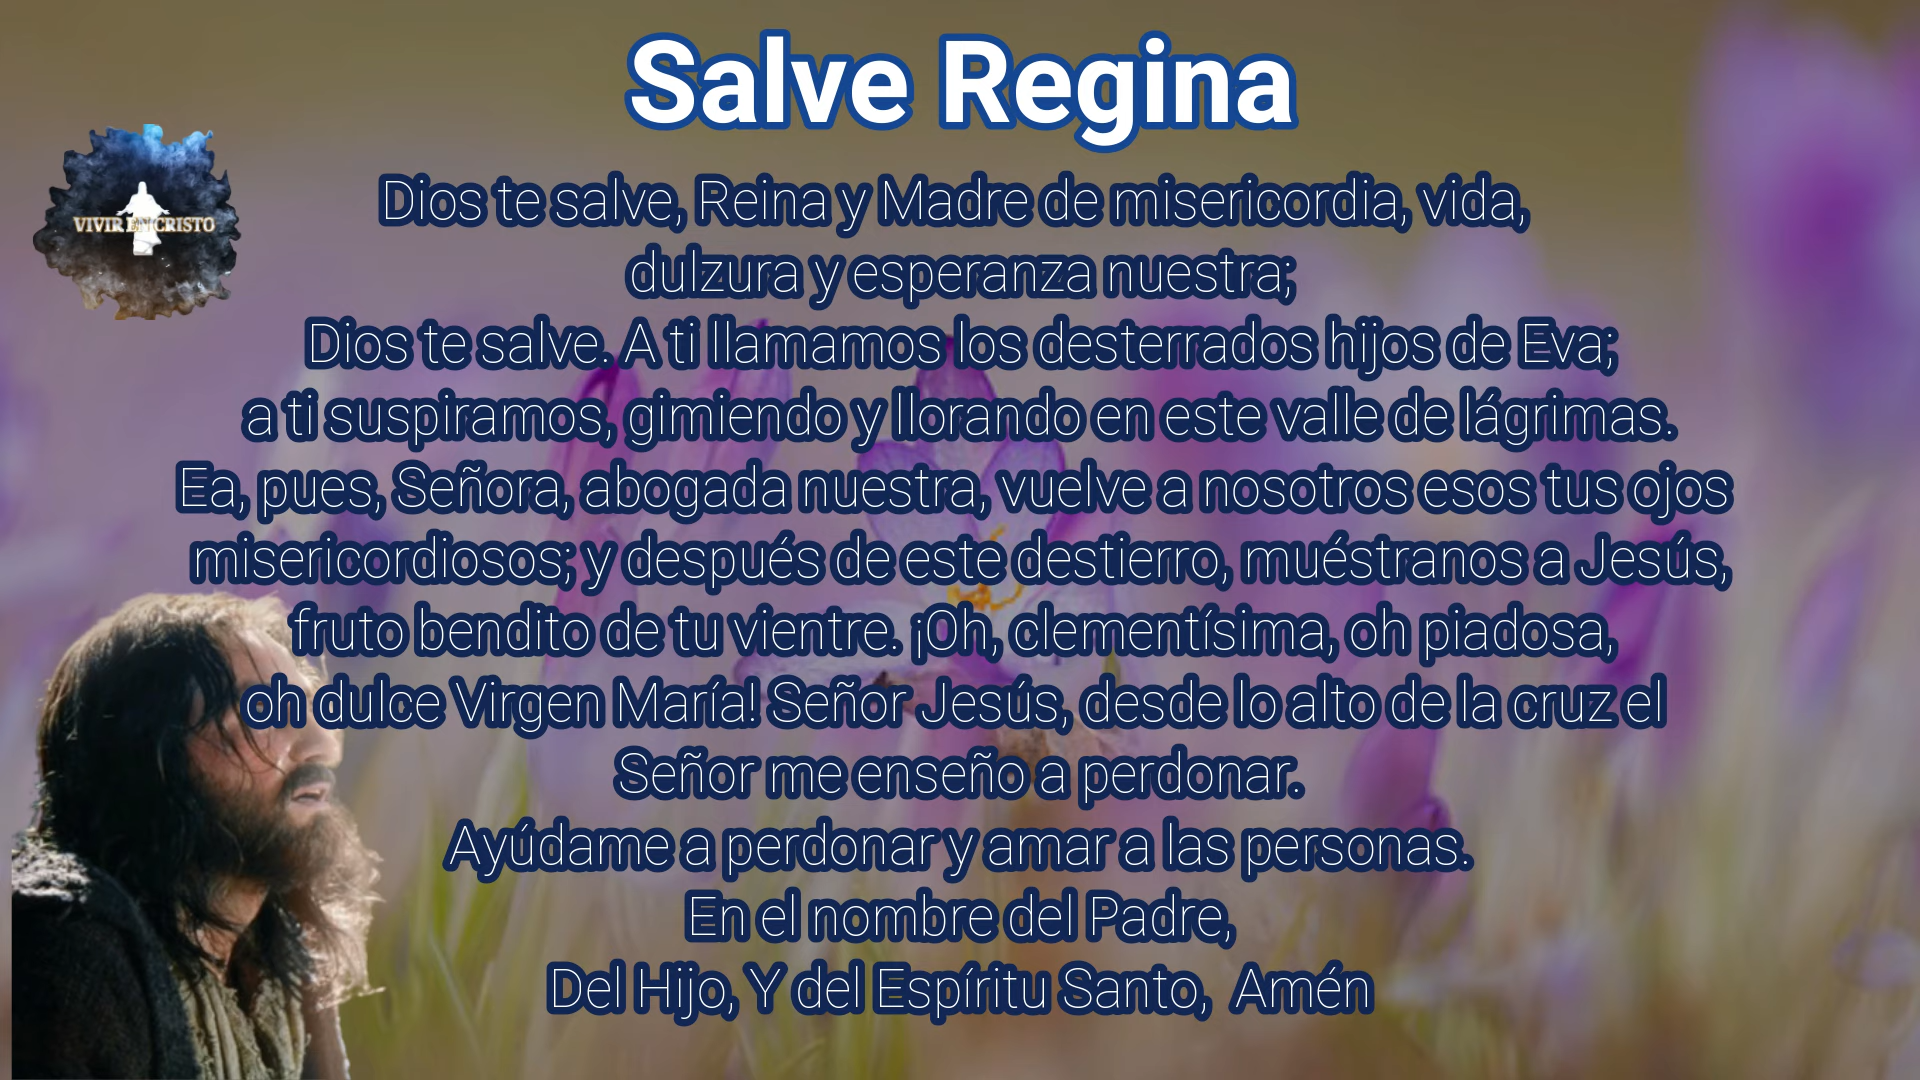 Salve Regina
VIVIR EN CRISTO
Dios te salve, Reina y Madre de misericordia, vida,
dulzura y esperanza nuestra;
Dios te salve. A ti llamamos los desterrados hijos de Eva;
a ti suspiramos, gimiendo y llorando en este valle de lágrimas.
Ea, pues, Señora, abogada nuestra, vuelve a nosotros esos tus ojos
misericordiosos; y después de este destierro, muéstranos a Jesús,
fruto bendito de tu vientre. ¡Oh, clementísima, oh piadosa,
oh dulce Virgen María! Señor Jesús, desde lo alto de la cruz el
Señor me enseño a perdonar.
Ayúdame a perdonar y amar a las personas.
En el nombre del Padre,
Del Hijo, Y del Espíritu Santo,  Amén